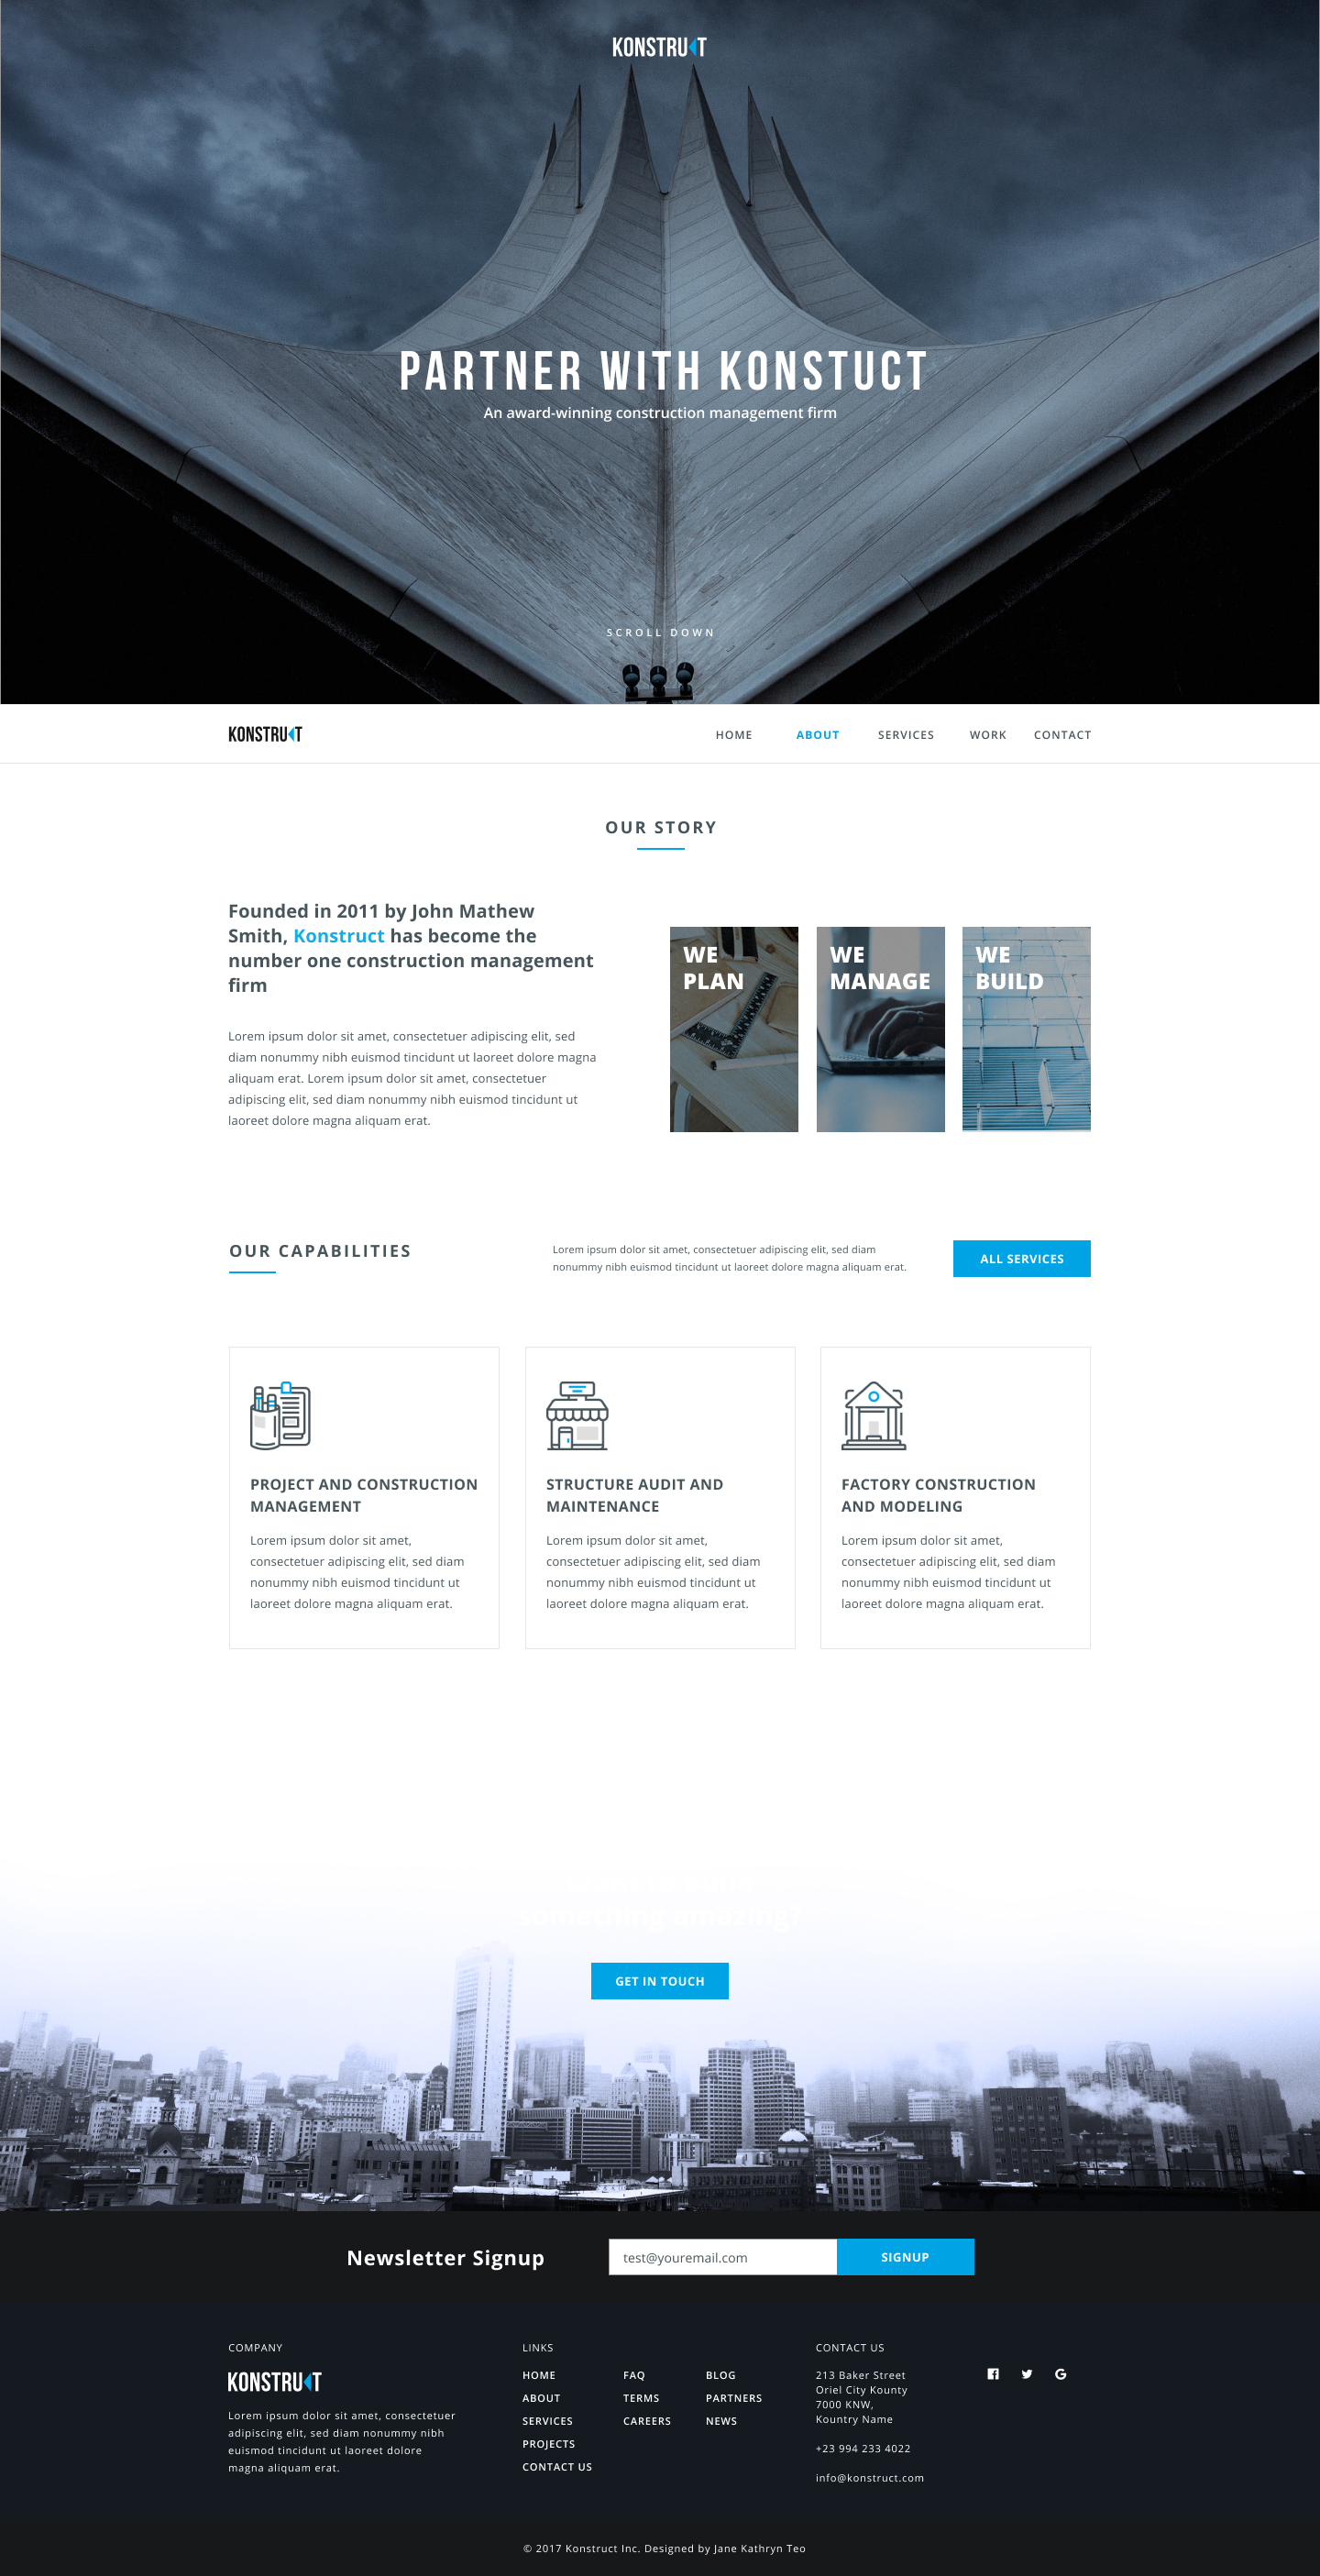 KONSTRUKT
PARTNER WITH KONSTUCT
An award-winning construction management firm
SCROLL DOWN
KONSTRUKT
HOME ABOUT SERVICES WORK CONTACT
OUR STORY
Founded in 2011 by John Mathew
Smith, Konstruct has become the
number one construction management
firm
Lorem ipsum dolor sit amet, consectetuer adipiscing elit, sed
diam nonummy nibh euismod tincidunt ut laoreet dolore magna
aliquam erat. Lorem ipsum dolor sit amet, consectetuer
adipiscing elit, sed diam nonummy nibh euismod tincidunt ut
laoreet dolore magna aliquam erat.
WE
PLAN
WE
MANAGE
WE
BUILD
OUR CAPABILITIES
Lorem ipsum dolor sit amet, consectetuer adipiscing elit, sed diam
nonummy nibh euismod tincidunt ut laoreet dolore magna aliquam erat.
ALL SERVICES
PROJECT AND CONSTRUCTION
MANAGEMENT
Lorem ipsum dolor sit amet,
consectetuer adipiscing elit, sed diam
nonummy nibh euismod tincidunt ut
laoreet dolore magna aliquam erat.
STRUCTURE AUDIT AND
MAINTENANCE
Lorem ipsum dolor sit amet,
consectetuer adipiscing elit, sed diam
nonummy nibh euismod tincidunt ut
laoreet dolore magna aliquam erat.
FACTORY CONSTRUCTION
AND MODELING
Lorem ipsum dolor sit amet,
consectetuer adipiscing elit, sed diam
nonummy nibh euismod tincidunt ut
laoreet dolore magna aliquam erat.
something amazing?
GET IN TOUCH
Newsletter Signup
test@youremail.com
SIGNUP
COMPANY
KONSTRUKT
Lorem ipsum dolor sit amet, consectetuer
adipiscing elit, sed diam nonummy nibh
euismod tincidunt ut laoreet dolore
magna aliquam erat.
LINKS
HOME
ABOUT
SERVICES
PROJECTS
CONTACT US
FAQ
TERMS
CAREERS
BLOG
PARTNERS
NEWS
CONTACT US
213 Baker Street
Oriel City Kounty
7000 KNW,
Kountry Name
+23 994 233 4022
info@konstruct.com
© 2017 Konstruct Inc. Designed by Jane Kathryn Teo